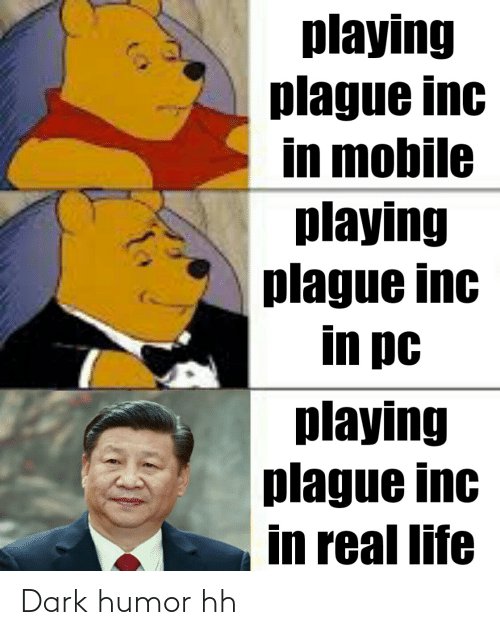 playing
plague inc
in mobile
playing
plague inc
in pc
playing
plague inc
in real life
Dark humor hh